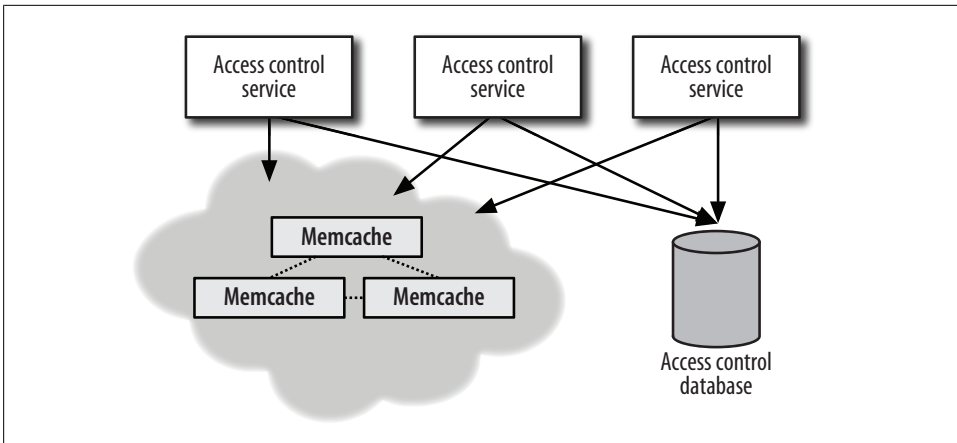 Access control
service
Access control
service
Access control
service
Memcache
Memcache
Memcache
Access control
database